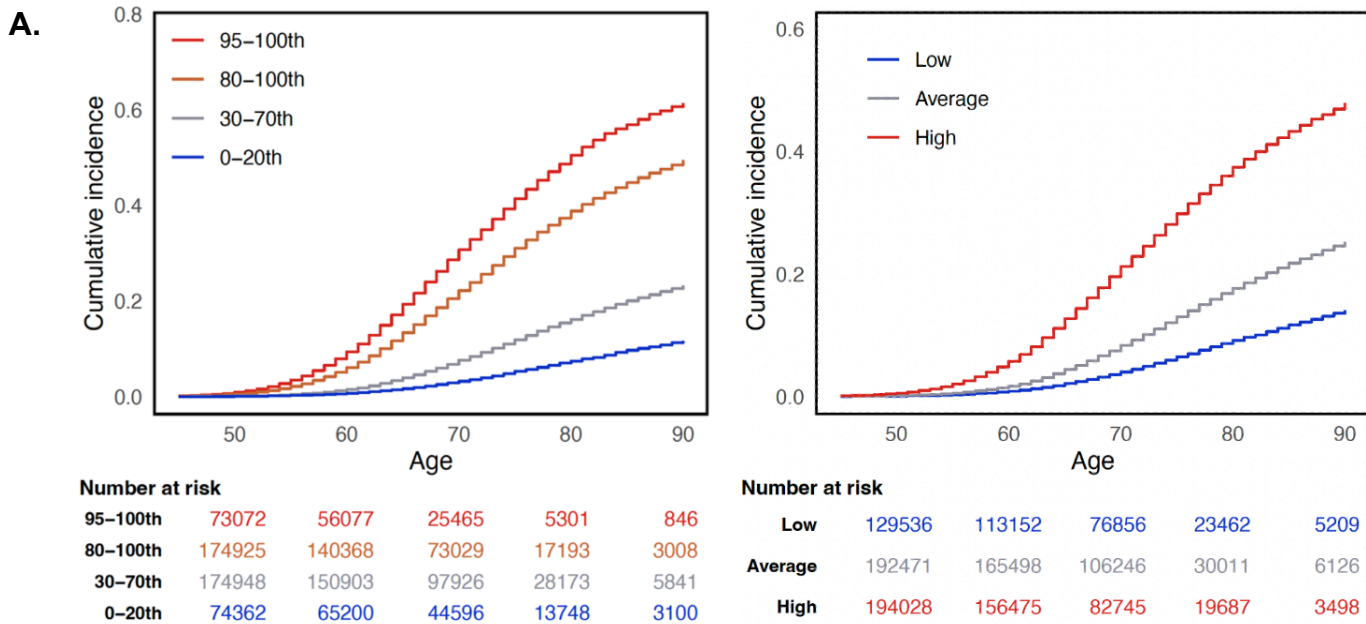 A.
0.8
0.6
0.4
0.2
0.0
Cumulative incidence
95–100th
80–100th
30–70th
0–20th
50 60 70 80 90
Age
Number at risk
95–100th 73072 56077 25465 5301 846
80–100th 174925 140368 73029 17193 3008
30–70th 174948 150903 97926 28173 5841
0–20th 74362 65200 44596 13748 3100
0.6
0.4
0.2
0.0
Cumulative incidence
Low
Average
High
50 60 70 80 90
Age
Number at risk
Low 129536 113152 76856 23462 5209
Average 192471 165498 106246 30011 6126
High 194028 156475 82745 19687 3498